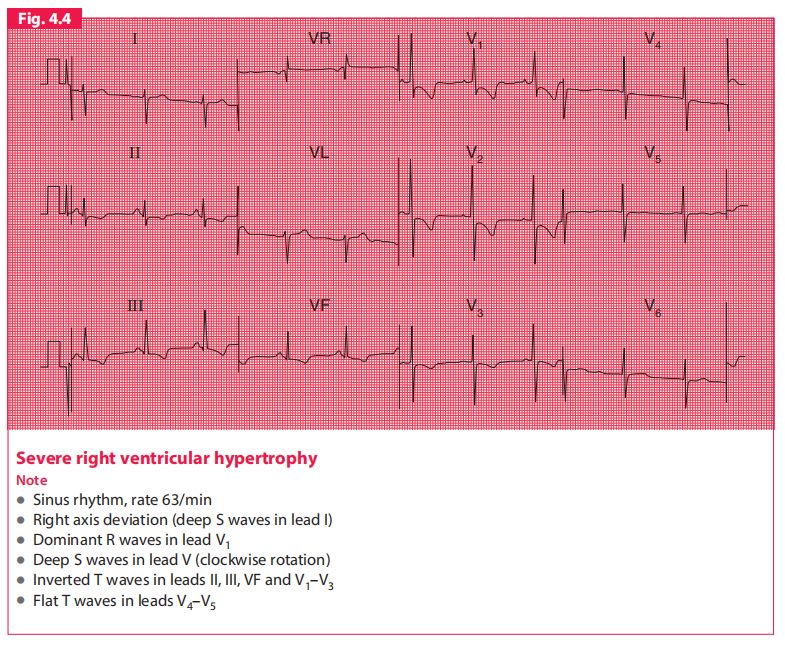 Fig. 4.4
I VR V1 V4
II VL V2 V5
III VF V3 V6
Severe right ventricular hypertrophy
Note
● Sinus rhythm, rate 63/min
● Right axis deviation (deep S waves in lead I)
● Dominant R waves in lead V1
● Deep S waves in lead V (clockwise rotation)
● Inverted T waves in leads II, III, VF and V1–V3
● Flat T waves in leads V4–V5